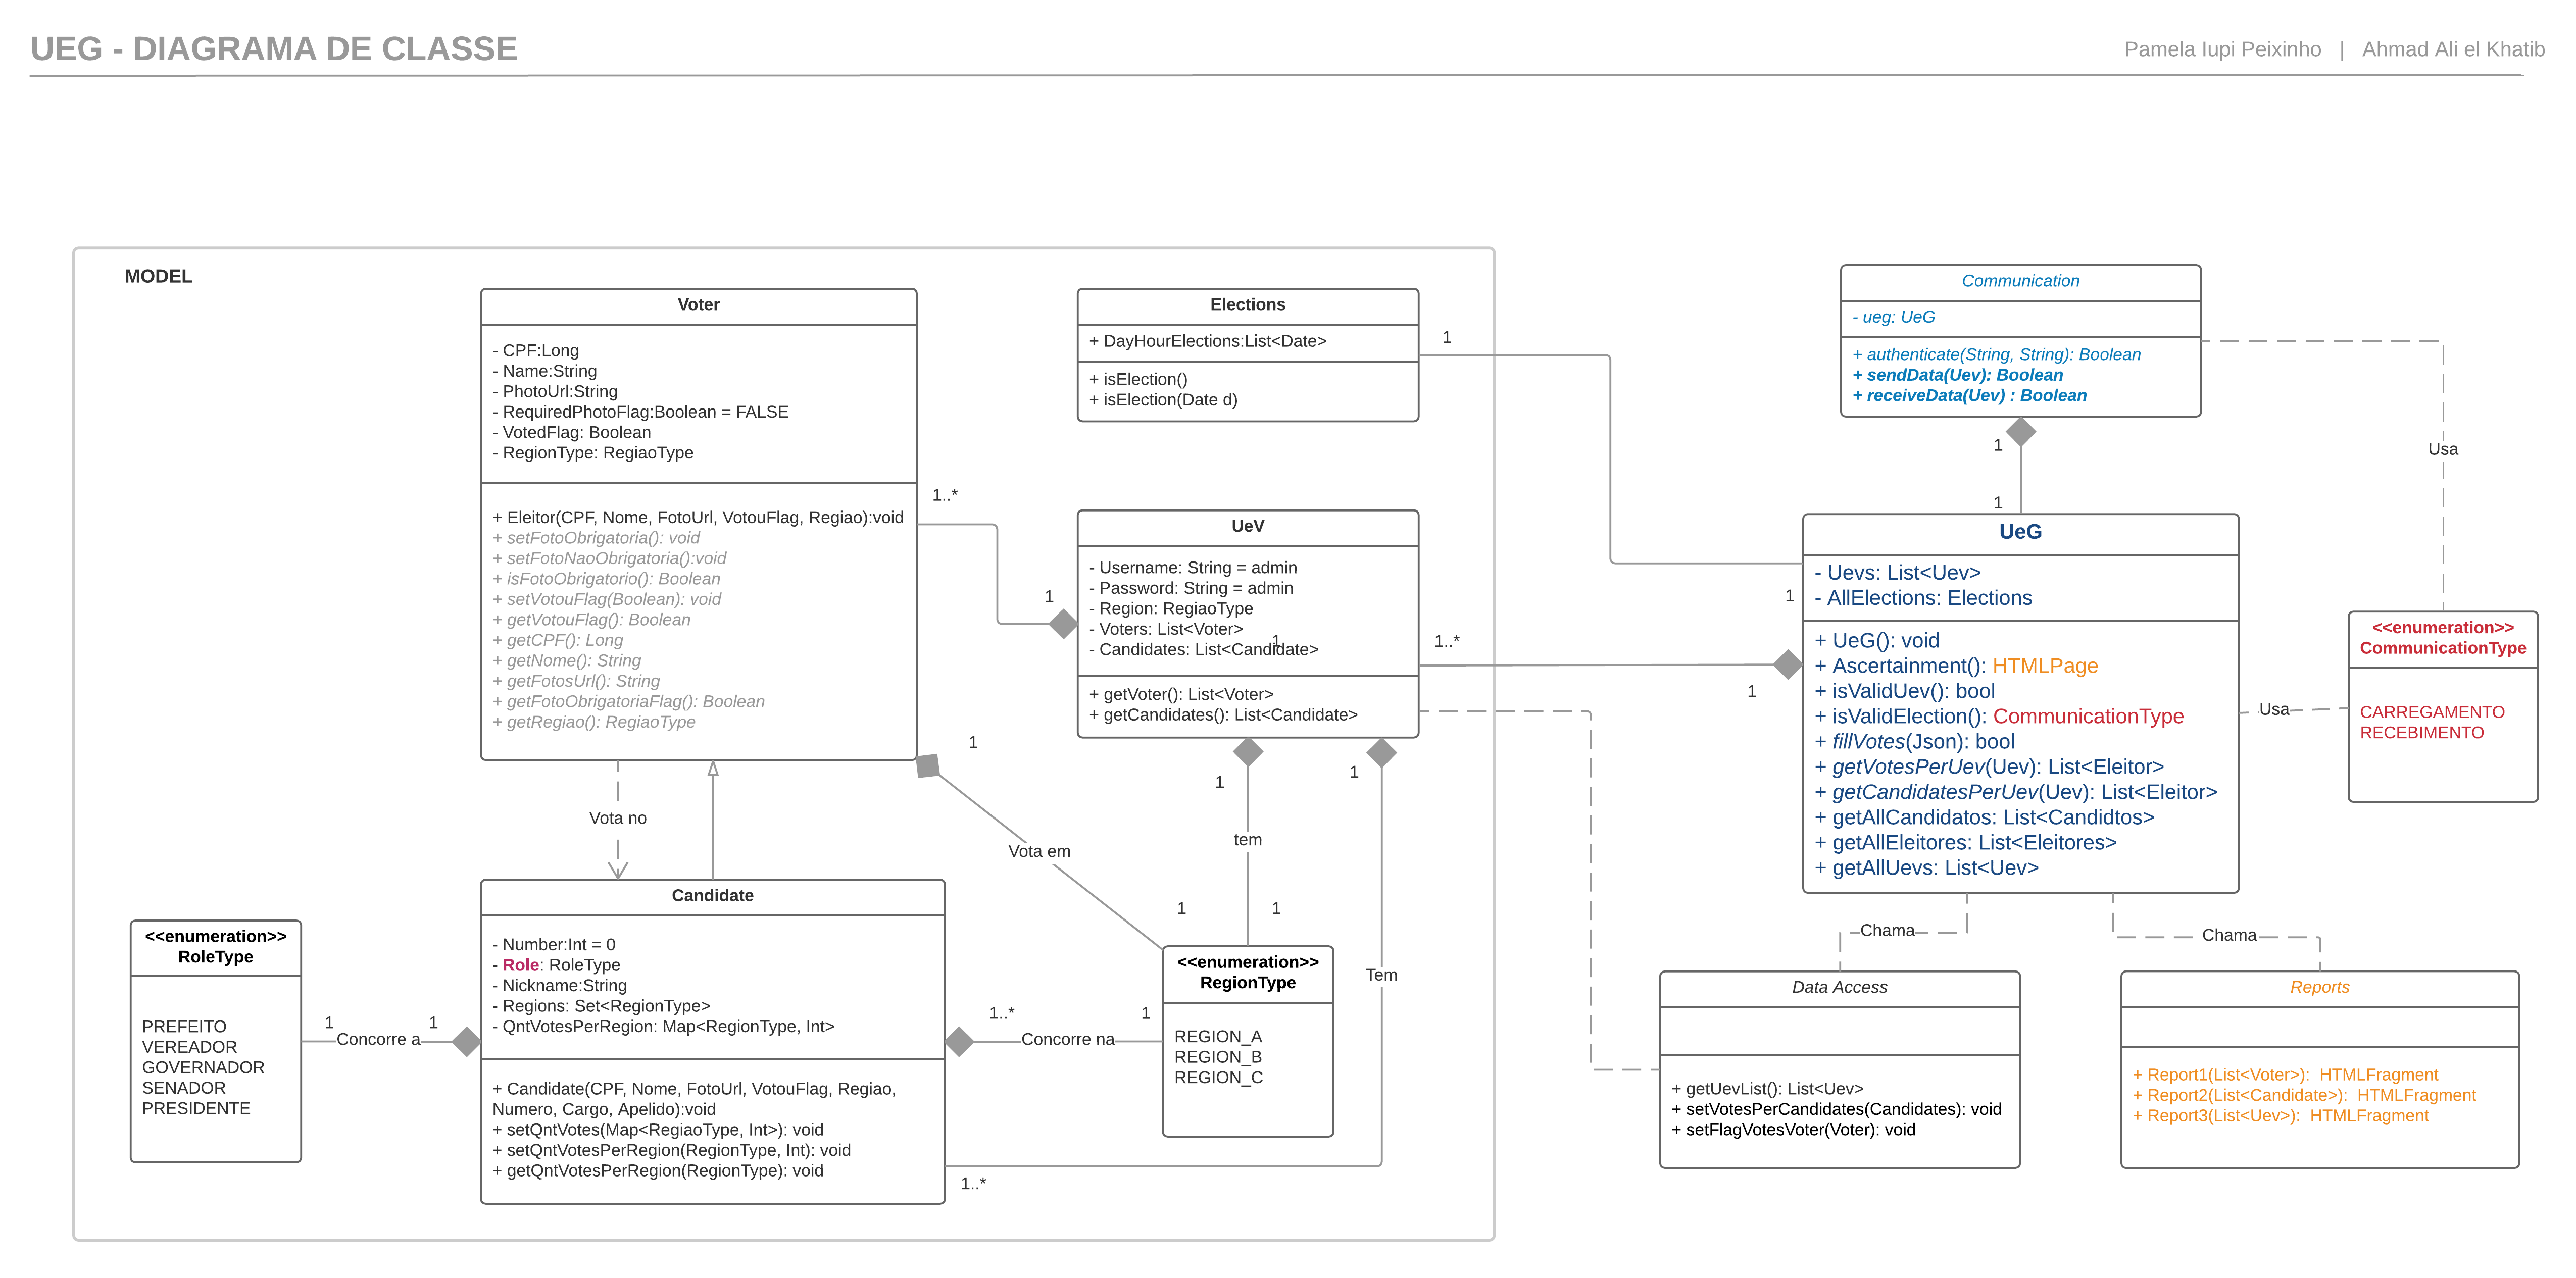 UEG - DIAGRAMA DE CLASSE
Pamela Iupi Peixinho | Ahmad Ali el Khatib
MODEL
Voter
- CPF:Long
- Name:String
- PhotoUrl:String
- RequiredPhotoFlag:Boolean = FALSE
- VotedFlag: Boolean
- RegionType: RegiaoType
+ Eleitor(CPF, Nome, FotoUrl, VotouFlag, Regiao):void
+ setFotoObrigatoria(): void
+ setFotoNaoObrigatoria():void
+ isFotoObrigatorio(): Boolean
+ setVotouFlag(Boolean): void
+ getVotouFlag(): Boolean
+ getCPF(): Long
+ getNome(): String
+ getFotosUrl(): String
+ getFotoObrigatoriaFlag(): Boolean
+ getRegiao(): RegiaoType
Elections
+ DayHourElections:List<Date>
+ isElection()
+ isElection(Date d)
1
1
1..*
1
UeV
- Username: String = admin
- Password: String = admin
- Region: RegiaoType
- Voters: List<Voter>
- Candidates: List<Candidate>
1
+ getVoter(): List<Voter>
+ getCandidates(): List<Candidate>
1..*
1
Communication
- ueg: UeG
+ authenticate(String, String): Boolean
+ sendData(Uev): Boolean
+ receiveData(Uev) : Boolean
1
1
Usa
UeG
- Uevs: List<Uev>
- AllElections: Elections
+ UeG(): void
+ Ascertainment(): HTMLPage
+ isValidUev(): bool
+ isValidElection(): CommunicationType
+ fillVotes(Json): bool
+ getVotesPerUev(Uev): List<Eleitor>
+ getCandidatesPerUev(Uev): List<Eleitor>
+ getAllCandidatos: List<Candidtos>
+ getAllEleitores: List<Eleitores>
+ getAllUevs: List<Uev>
Usa
<<enumeration>>
CommunicationType
CARREGAMENTO
RECEBIMENTO
Vota no
1
Vota em
1
1
tem
1
1
Tem
1..*
<<enumeration>>
RoleType
PREFEITO
VEREADOR
GOVERNADOR
SENADOR
PRESIDENTE
1
Concorre a
1
Candidate
- Number:Int = 0
- Role: RoleType
- Nickname:String
- Regions: Set<RegionType>
- QntVotesPerRegion: Map<RegionType, Int>
+ Candidate(CPF, Nome, FotoUrl, VotouFlag, Regiao,
Numero, Cargo, Apelido):void
+ setQntVotes(Map<RegiaoType, Int>): void
+ setQntVotesPerRegion(RegionType, Int): void
+ getQntVotesPerRegion(RegionType): void
1..*
Concorre na
1
<<enumeration>>
RegionType
REGION_A
REGION_B
REGION_C
Chama
Chama
Data Access
+ getUevList(): List<Uev>
+ setVotesPerCandidates(Candidates): void
+ setFlagVotesVoter(Voter): void
Reports
+ Report1(List<Voter>): HTMLFragment
+ Report2(List<Candidate>): HTMLFragment
+ Report3(List<Uev>): HTMLFragment